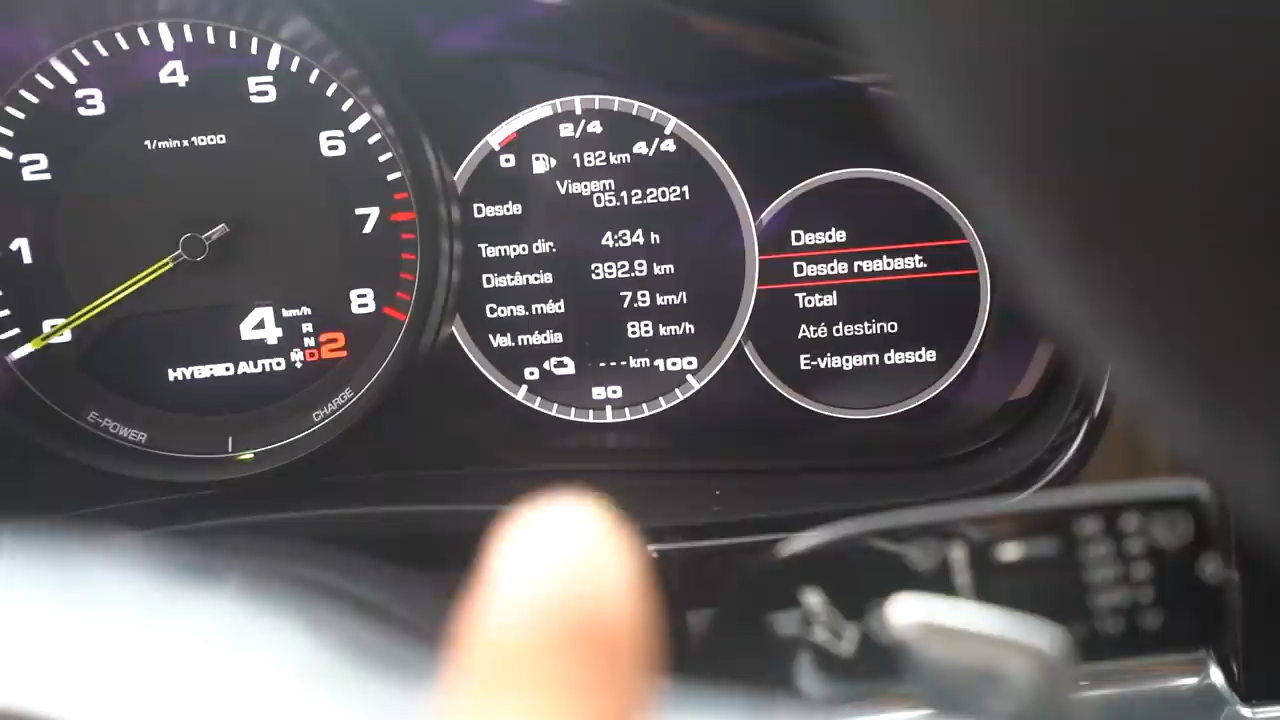 1
2
3
4
5
6
7
8
0
1/min x 1000
4 km/h
R
N
M D 2
HYBRID AUTO
E-POWER
CHARGE
2/4
0 182 km 4/4
Viagem
Desde 05.12.2021
Tempo dir. 4:34 h
Distância 392.9 km
Cons. méd 7.9 km/l
Vel. média 88 km/h
0 ---km 100
50
Desde
Desde reabast.
Total
Até destino
E-viagem desde